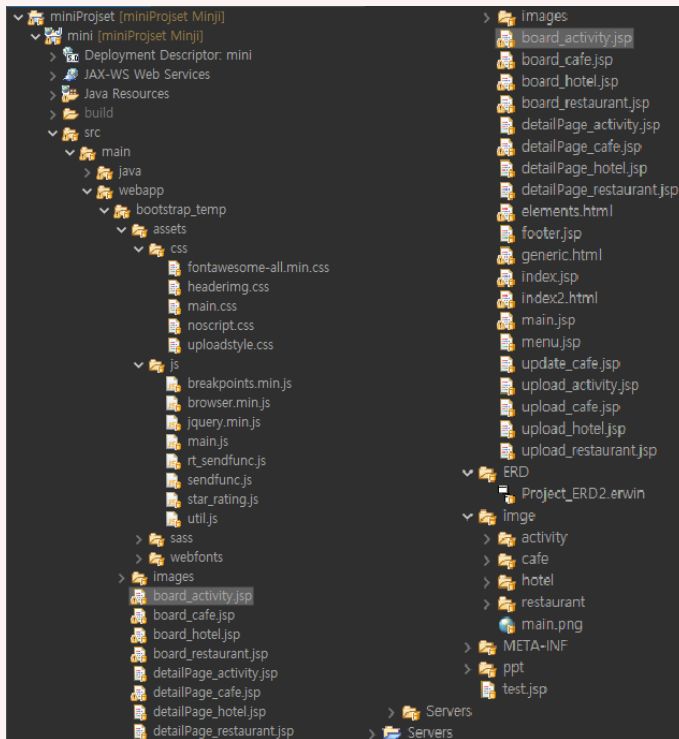 miniProjset [miniProjset Minji]
mini [miniProjset Minji]
Deployment Descriptor: mini
JAX-WS Web Services
Java Resources
build
src
main
java
webapp
bootstrap_temp
assets
css
fontawesome-all.min.css
headerimg.css
main.css
noscript.css
uploadstyle.css
js
breakpoints.min.js
browser.min.js
jquery.min.js
main.js
rt_sendfunc.js
sendfunc.js
star_rating.js
util.js
sass
webfonts
images
board_activity.jsp
board_cafe.jsp
board_hotel.jsp
board_restaurant.jsp
detailPage_activity.jsp
detailPage_cafe.jsp
detailPage_hotel.jsp
detailPage_restaurant.jsp
images
board_activity.jsp
board_cafe.jsp
board_hotel.jsp
board_restaurant.jsp
detailPage_activity.jsp
detailPage_cafe.jsp
detailPage_hotel.jsp
detailPage_restaurant.jsp
elements.html
footer.jsp
generic.html
index.jsp
index2.html
main.jsp
menu.jsp
update_cafe.jsp
upload_activity.jsp
upload_cafe.jsp
upload_hotel.jsp
upload_restaurant.jsp
ERD
Project_ERD2.erwin
imge
activity
cafe
hotel
restaurant
main.png
META-INF
ppt
test.jsp
Servers
Servers